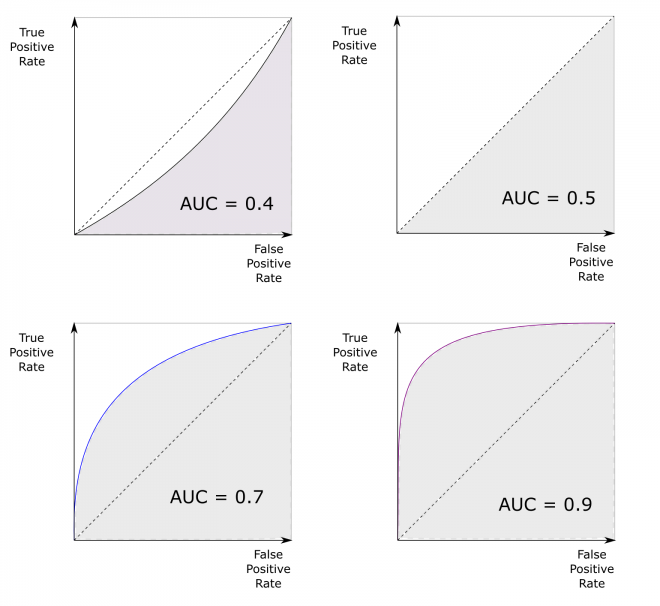 True
Positive
Rate
AUC = 0.4
False
Positive
Rate
True
Positive
Rate
AUC = 0.5
False
Positive
Rate
True
Positive
Rate
AUC = 0.7
False
Positive
Rate
True
Positive
Rate
AUC = 0.9
False
Positive
Rate